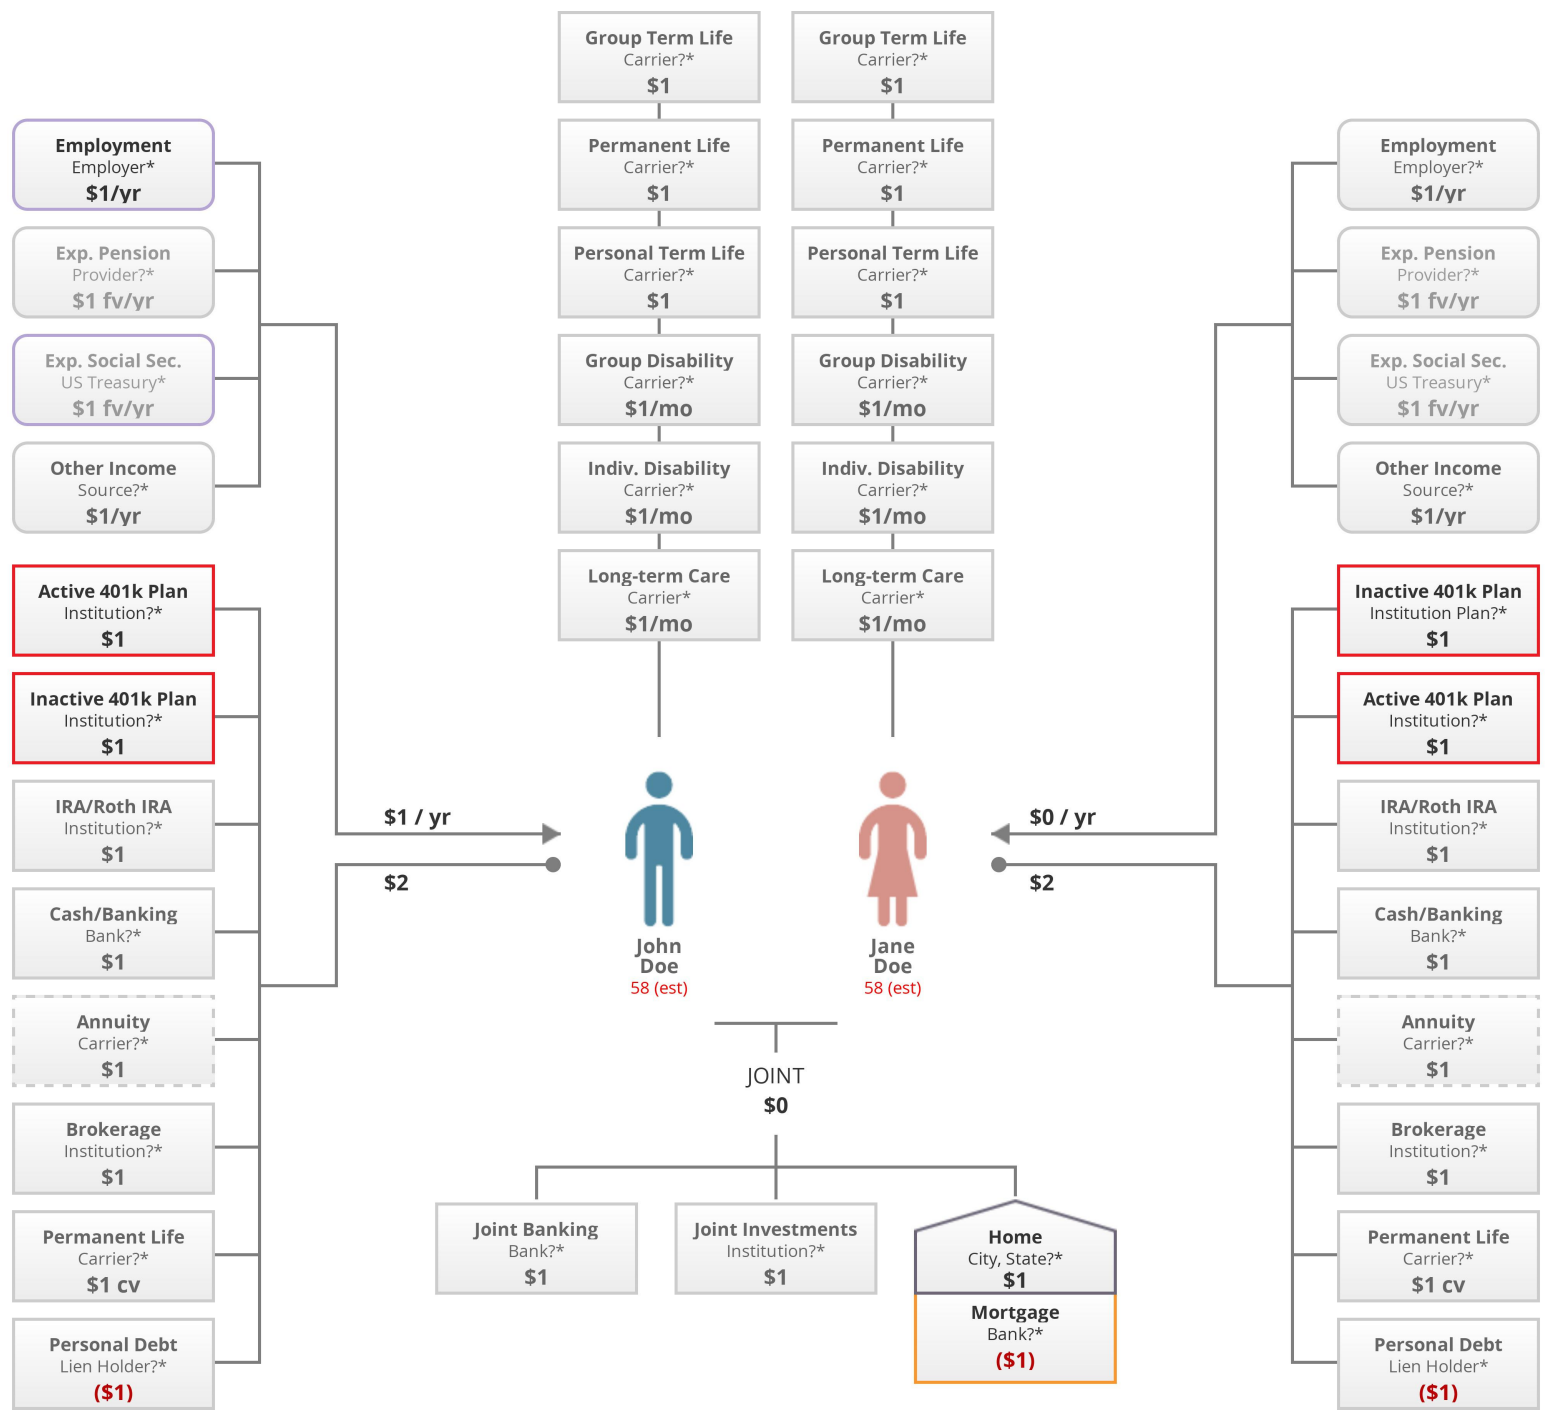 Group Term Life
Carrier?*
$1
Permanent Life
Carrier?*
$1
Personal Term Life
Carrier?*
$1
Group Disability
Carrier?*
$1/mo
Indiv. Disability
Carrier?*
$1/mo
Long-term Care
Carrier*
$1/mo
Group Term Life
Carrier?*
$1
Permanent Life
Carrier?*
$1
Personal Term Life
Carrier?*
$1
Group Disability
Carrier?*
$1/mo
Indiv. Disability
Carrier?*
$1/mo
Long-term Care
Carrier*
$1/mo
Employment
Employer*
$1/yr
Exp. Pension
Provider?*
$1 fv/yr
Exp. Social Sec.
US Treasury*
$1 fv/yr
Other Income
Source?*
$1/yr
Active 401k Plan
Institution?*
$1
Inactive 401k Plan
Institution?*
$1
IRA/Roth IRA
Institution?*
$1
Cash/Banking
Bank?*
$1
Annuity
Carrier?*
$1
Brokerage
Institution?*
$1
Permanent Life
Carrier?*
$1 cv
Personal Debt
Lien Holder?*
($1)
$1 / yr
$2
John
Doe
58 (est)
Jane
Doe
58 (est)
$0 / yr
$2
JOINT
$0
Joint Banking
Bank?*
$1
Joint Investments
Institution?*
$1
Home
City, State?*
$1
Mortgage
Bank?*
($1)
Employment
Employer?*
$1/yr
Exp. Pension
Provider?*
$1 fv/yr
Exp. Social Sec.
US Treasury*
$1 fv/yr
Other Income
Source?*
$1/yr
Inactive 401k Plan
Institution Plan?*
$1
Active 401k Plan
Institution?*
$1
IRA/Roth IRA
Institution?*
$1
Cash/Banking
Bank?*
$1
Annuity
Carrier?*
$1
Brokerage
Institution?*
$1
Permanent Life
Carrier?*
$1 cv
Personal Debt
Lien Holder*
($1)